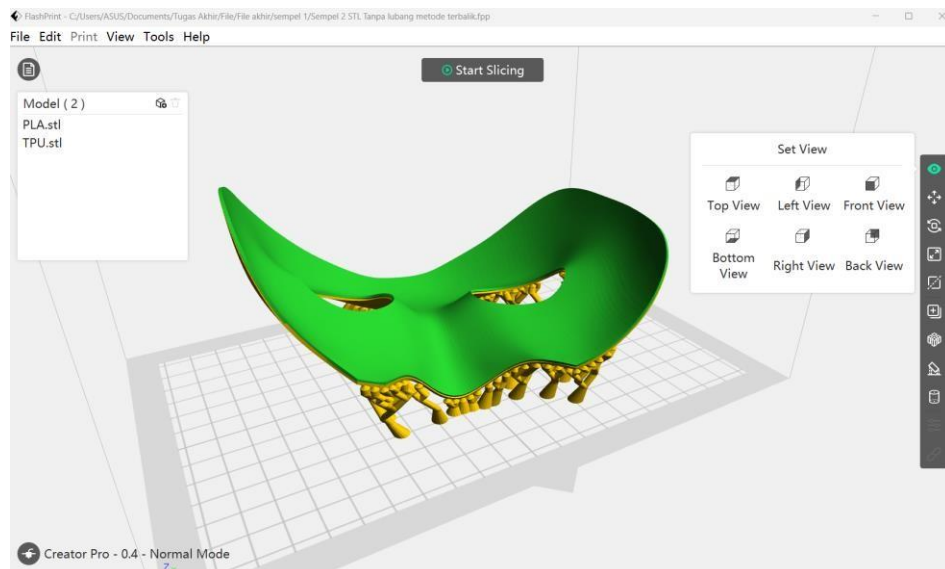 FlashPrint - C:/Users/ASUS/Documents/Tugas Akhir/File/File akhir/sempel 1/Sempel 2 STL Tanpa lubang metode terbalik.fpp
File Edit Print View Tools Help
Start Slicing
Model ( 2 )
PLA.stl
TPU.stl
Set View
Top View Left View Front View
Bottom View Right View Back View
Creator Pro - 0.4 - Normal Mode
Z